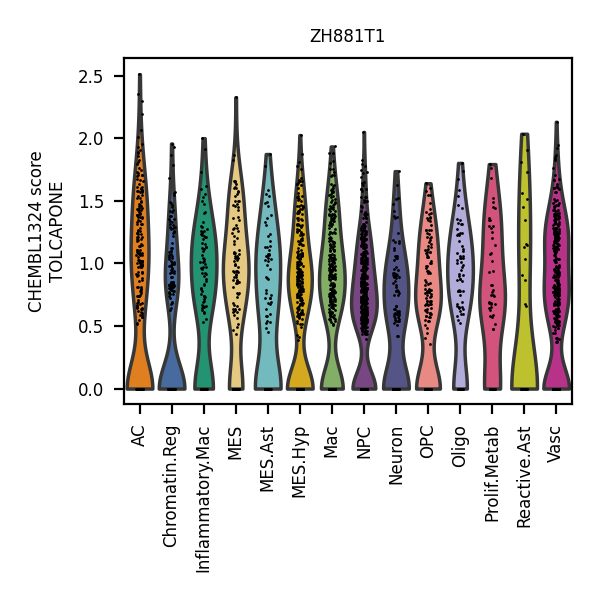 ZH881T1
CHEMBL1324 score
TOLCAPONE
2.5
2.0
1.5
1.0
0.5
0.0
AC
Chromatin.Reg
Inflammatory.Mac
MES
MES.Ast
MES.Hyp
Mac
NPC
Neuron
OPC
Oligo
Prolif.Metab
Reactive.Ast
Vasc